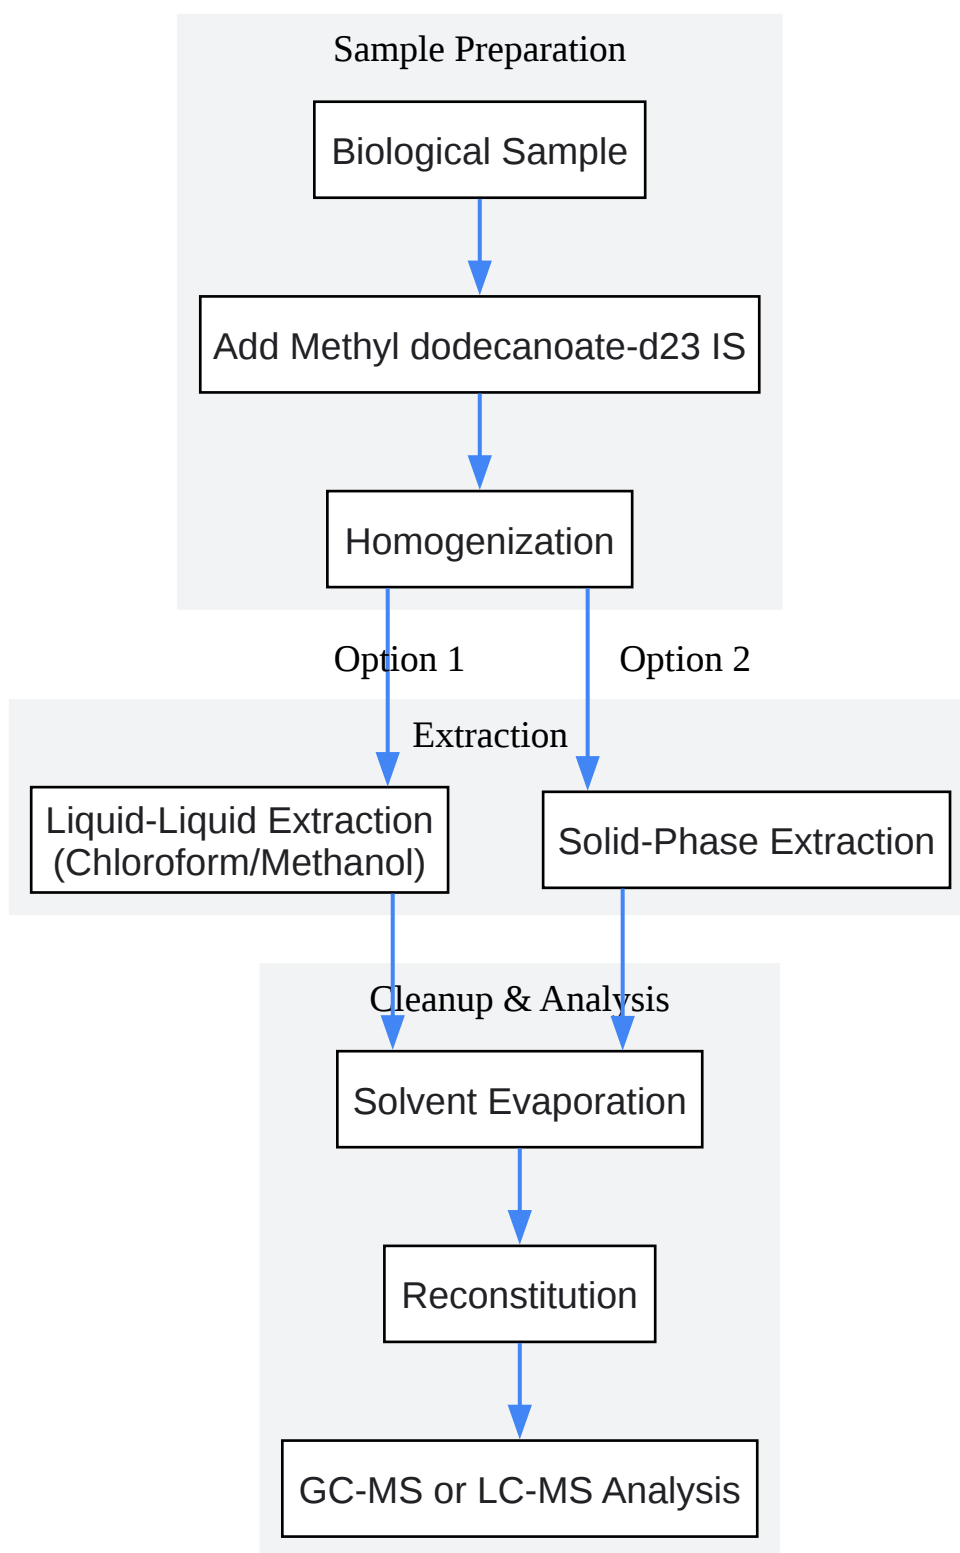 Sample Preparation
Biological Sample
Add Methyl dodecanoate-d23 IS
Homogenization
Option 1
Option 2
Extraction
Liquid-Liquid Extraction
(Chloroform/Methanol)
Solid-Phase Extraction
Cleanup & Analysis
Solvent Evaporation
Reconstitution
GC-MS or LC-MS Analysis